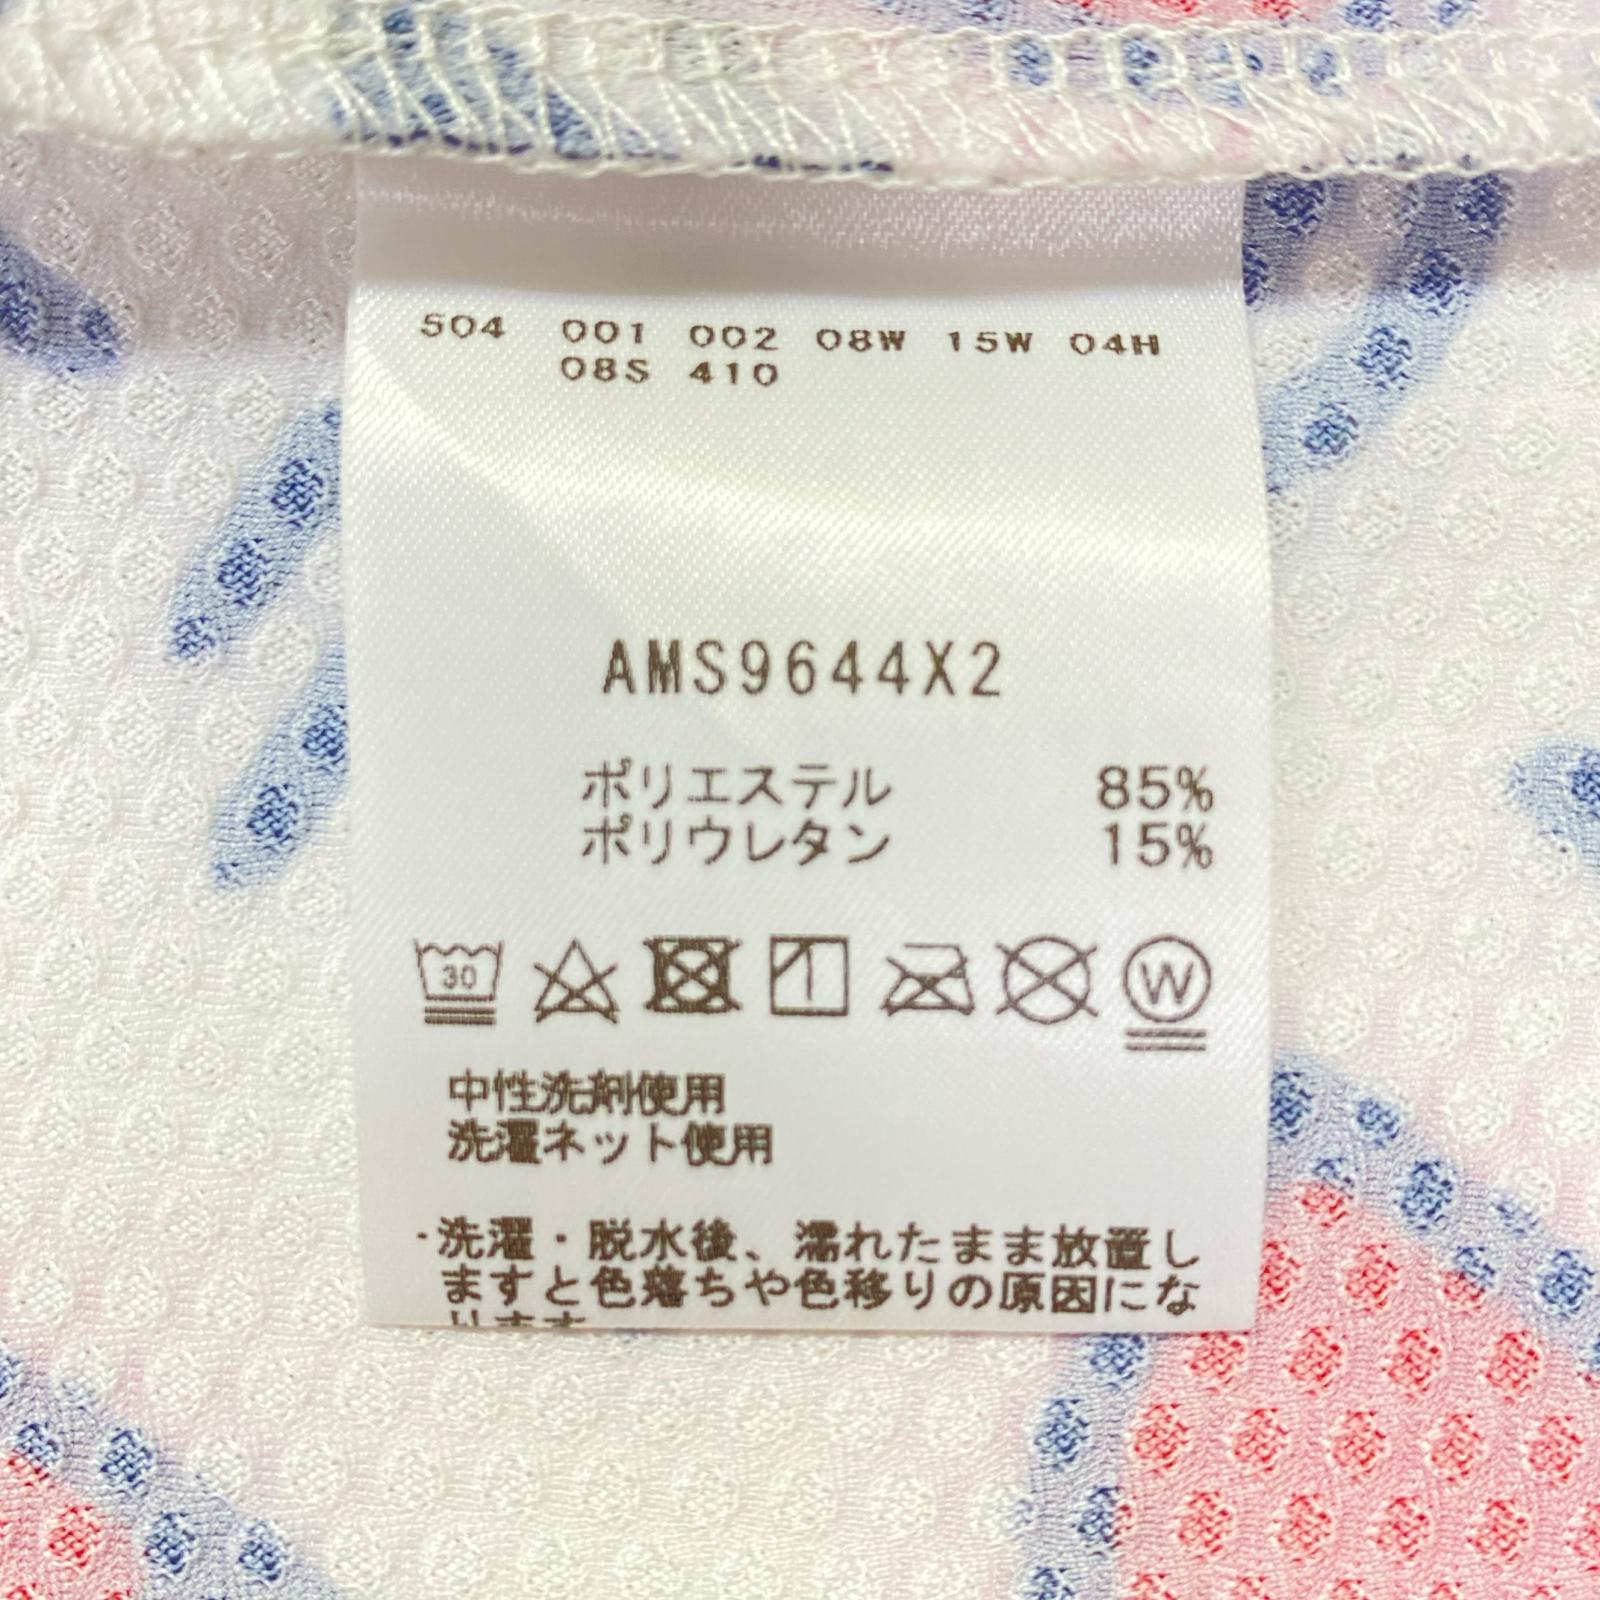 504 001 002 08W 15W 04H
08S 410
AMS9644X2
ポリエステル 85%
ポリウレタン 15%
30
W
中性洗剤使用
洗濯ネット使用
・洗濯・脱水後、濡れたまま放置し
ますと色落ちや色移りの原因にな
ります